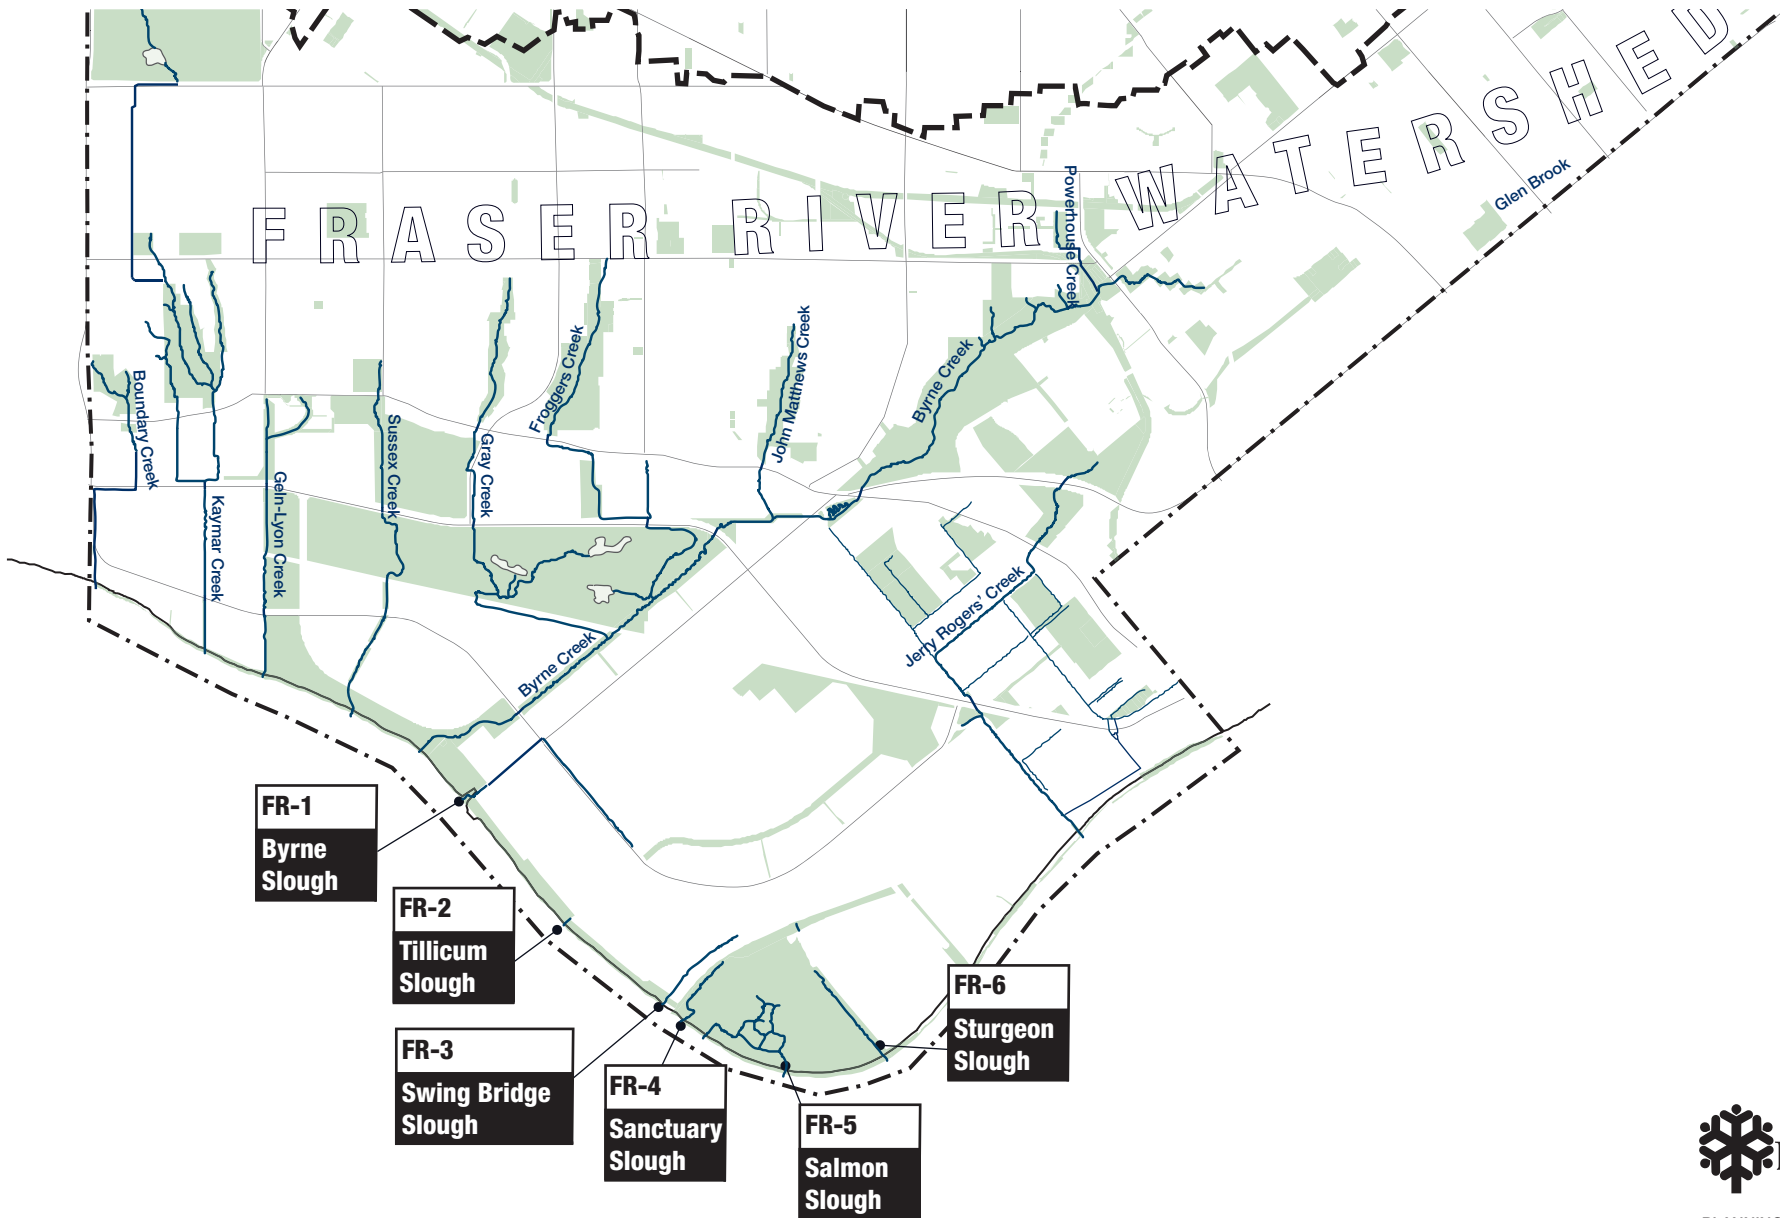 FRASER RIVER WATERSHED
Glen Brook
Powerhouse Creek
Boundary Creek
Kaymar Creek
Geln-Lyon Creek
Sussex Creek
Gray Creek
Froggers Creek
John Matthews Creek
Byrne Creek
Byrne Creek
Jerry Rogers' Creek
FR-1
Byrne
Slough
FR-2
Tillicum
Slough
FR-3
Swing Bridge
Slough
FR-4
Sanctuary
Slough
FR-5
Salmon
Slough
FR-6
Sturgeon
Slough